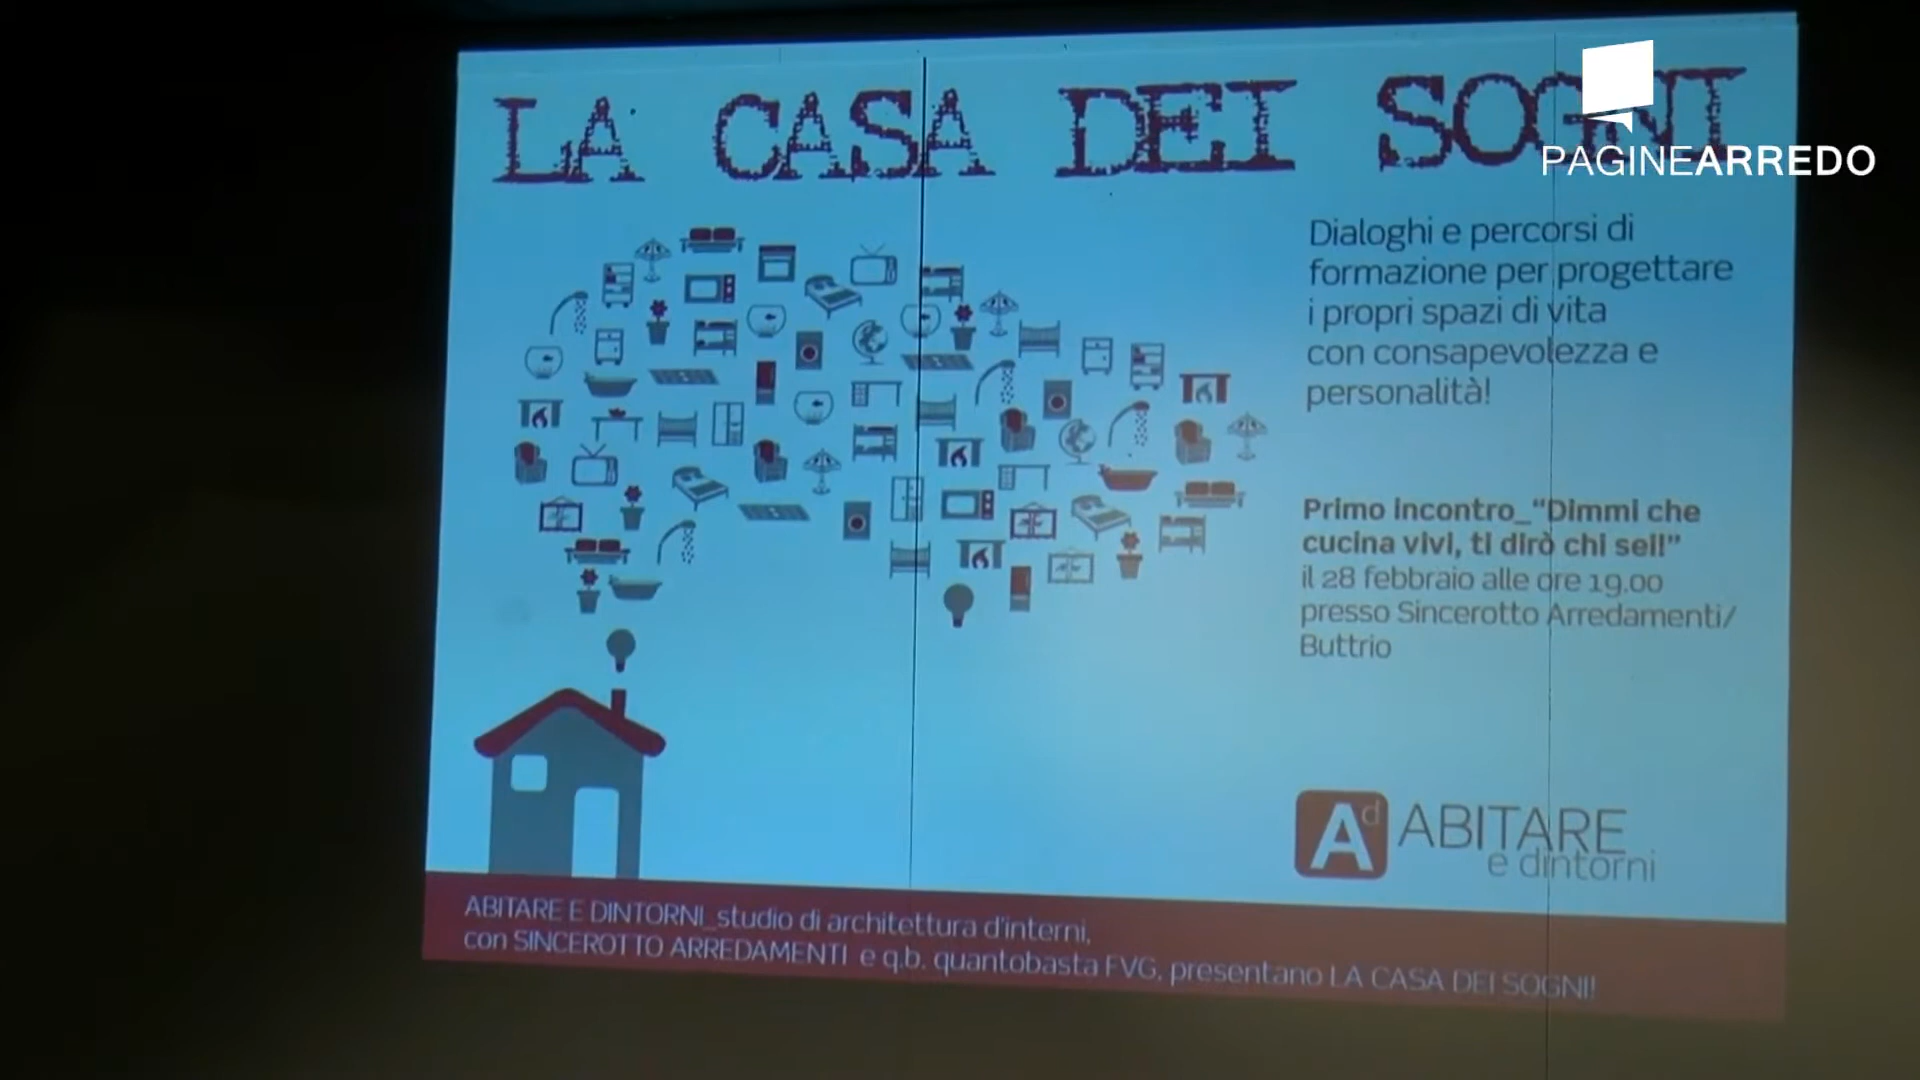 LA CASA DEI SOGNI
PAGINEARREDO
Dialoghi e percorsi di
formazione per progettare
i propri spazi di vita
con consapevolezza e
personalità!
Primo incontro_“Dimmi che
cucina vivi, ti dirò chi sei!”
il 28 febbraio alle ore 19.00
presso Sincerotto Arredamenti/
Buttrio
Ad ABITARE
e dintorni
ABITARE E DINTORNI_studio di architettura d'interni,
con SINCEROTTO ARREDAMENTI e q.b. quantobasta FVG, presentano LA CASA DEI SOGNI!